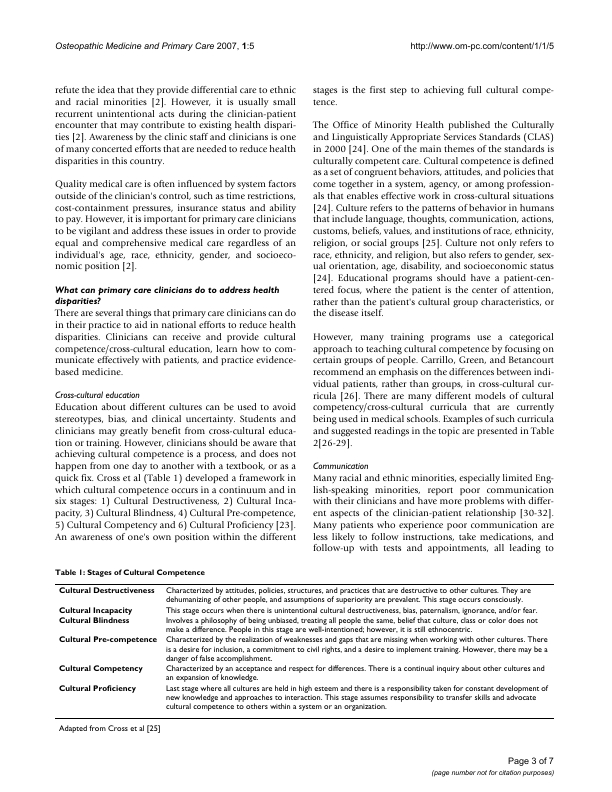 Osteopathic Medicine and Primary Care 2007, 1:5
http://www.om-pc.com/content/1/1/5
refute the idea that they provide differential care to ethnic
and racial minorities [2]. However, it is usually small
recurrent unintentional acts during the clinician-patient
encounter that may contribute to existing health dispari-
ties [2]. Awareness by the clinic staff and clinicians is one
of many concerted efforts that are needed to reduce health
disparities in this country.
Quality medical care is often influenced by system factors
outside of the clinician's control, such as time restrictions,
cost-containment pressures, insurance status and ability
to pay. However, it is important for primary care clinicians
to be vigilant and address these issues in order to provide
equal and comprehensive medical care regardless of an
individual's age, race, ethnicity, gender, and socioeco-
nomic position [2].
What can primary care clinicians do to address health
disparities?
There are several things that primary care clinicians can do
in their practice to aid in national efforts to reduce health
disparities. Clinicians can receive and provide cultural
competence/cross-cultural education, learn how to com-
municate effectively with patients, and practice evidence-
based medicine.
Cross-cultural education
Education about different cultures can be used to avoid
stereotypes, bias, and clinical uncertainty. Students and
clinicians may greatly benefit from cross-cultural educa-
tion or training. However, clinicians should be aware that
achieving cultural competence is a process, and does not
happen from one day to another with a textbook, or as a
quick fix. Cross et al (Table 1) developed a framework in
which cultural competence occurs in a continuum and in
six stages: 1) Cultural Destructiveness, 2) Cultural Inca-
pacity, 3) Cultural Blindness, 4) Cultural Pre-competence,
5) Cultural Competency and 6) Cultural Proficiency [23].
An awareness of one's own position within the different
stages is the first step to achieving full cultural compe-
tence.
The Office of Minority Health published the Culturally
and Linguistically Appropriate Services Standards (CLAS)
in 2000 [24]. One of the main themes of the standards is
culturally competent care. Cultural competence is defined
as a set of congruent behaviors, attitudes, and policies that
come together in a system, agency, or among profession-
als that enables effective work in cross-cultural situations
[24]. Culture refers to the patterns of behavior in humans
that include language, thoughts, communication, actions,
customs, beliefs, values, and institutions of race, ethnicity,
religion, or social groups [25]. Culture not only refers to
race, ethnicity, and religion, but also refers to gender, sex-
ual orientation, age, disability, and socioeconomic status
[24]. Educational programs should have a patient-cen-
tered focus, where the patient is the center of attention,
rather than the patient's cultural group characteristics, or
the disease itself.
However, many training programs use a categorical
approach to teaching cultural competence by focusing on
certain groups of people. Carrillo, Green, and Betancourt
recommend an emphasis on the differences between indi-
vidual patients, rather than groups, in cross-cultural cur-
ricula [26]. There are many different models of cultural
competency/cross-cultural curricula that are currently
being used in medical schools. Examples of such curricula
and suggested readings in the topic are presented in Table
2[26-29].
Communication
Many racial and ethnic minorities, especially limited Eng-
lish-speaking minorities, report poor communication
with their clinicians and have more problems with differ-
ent aspects of the clinician-patient relationship [30-32].
Many patients who experience poor communication are
less likely to follow instructions, take medications, and
follow-up with tests and appointments, all leading to
Table 1: Stages of Cultural Competence
Cultural Destructiveness Characterized by attitudes, policies, structures, and practices that are destructive to other cultures. They are
dehumanizing of other people, and assumptions of superiority are prevalent. This stage occurs consciously.
Cultural Incapacity This stage occurs when there is unintentional cultural destructiveness, bias, paternalism, ignorance, and/or fear.
Cultural Blindness Involves a philosophy of being unbiased, treating all people the same, belief that culture, class or color does not
make a difference. People in this stage are well-intentioned; however, it is still ethnocentric.
Cultural Pre-competence Characterized by the realization of weaknesses and gaps that are missing when working with other cultures. There
is a desire for inclusion, a commitment to civil rights, and a desire to implement training. However, there may be a
danger of false accomplishment.
Cultural Competency Characterized by an acceptance and respect for differences. There is a continual inquiry about other cultures and
an expansion of knowledge.
Cultural Proficiency Last stage where all cultures are held in high esteem and there is a responsibility taken for constant development of
new knowledge and approaches to interaction. This stage assumes responsibility to transfer skills and advocate
cultural competence to others within a system or an organization.
Adapted from Cross et al [25]
Page 3 of 7
(page number not for citation purposes)